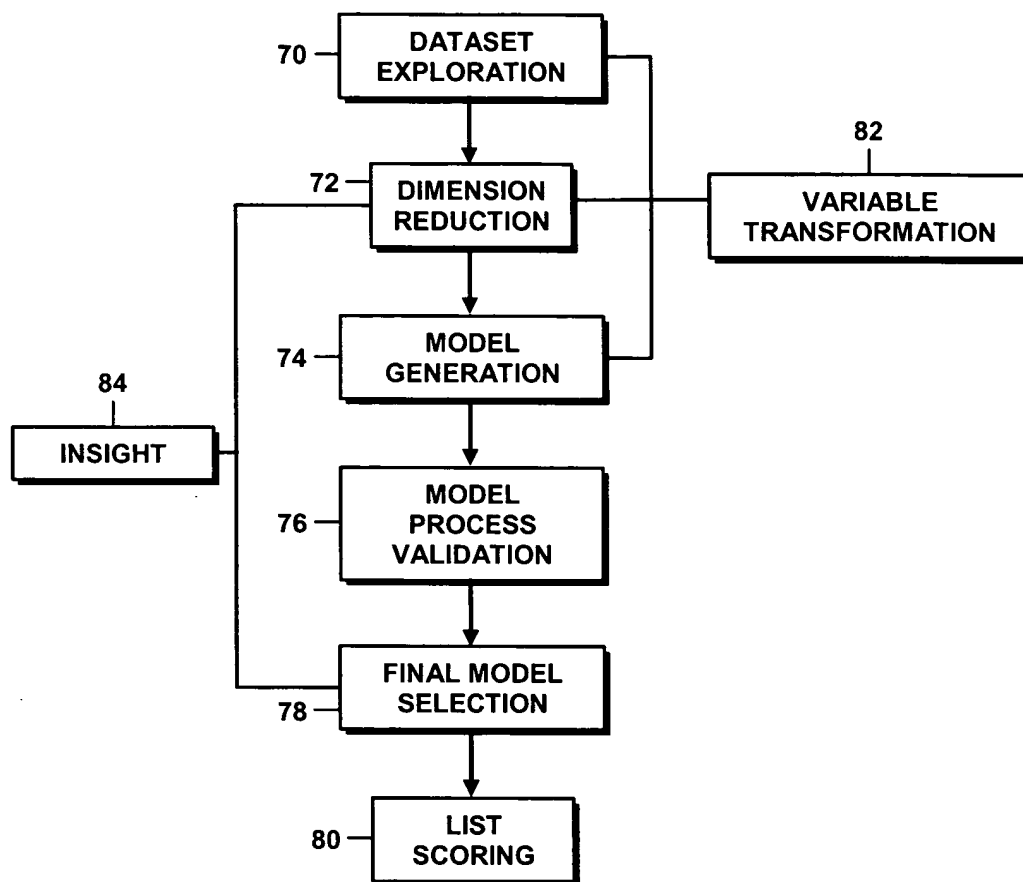 70
DATASET
EXPLORATION
82
72
DIMENSION
REDUCTION
VARIABLE
TRANSFORMATION
74
MODEL
GENERATION
84
INSIGHT
76
MODEL
PROCESS
VALIDATION
FINAL MODEL
SELECTION
78
80
LIST
SCORING